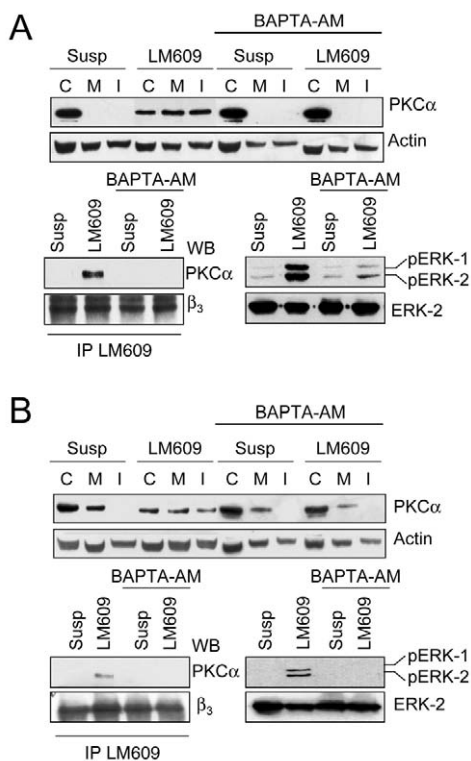 A
BAPTA-AM
Susp LM609 Susp LM609
C M I C M I C M I C M I
PKCα
Actin
BAPTA-AM BAPTA-AM
Susp LM609 Susp LM609 WB Susp LM609 Susp LM609
PKCα pERK-1
pERK-2
β3 ERK-2
IP LM609
B
BAPTA-AM
Susp LM609 Susp LM609
C M I C M I C M I C M I
PKCα
Actin
BAPTA-AM BAPTA-AM
Susp LM609 Susp LM609 WB Susp LM609 Susp LM609
PKCα pERK-1
pERK-2
β3 ERK-2
IP LM609